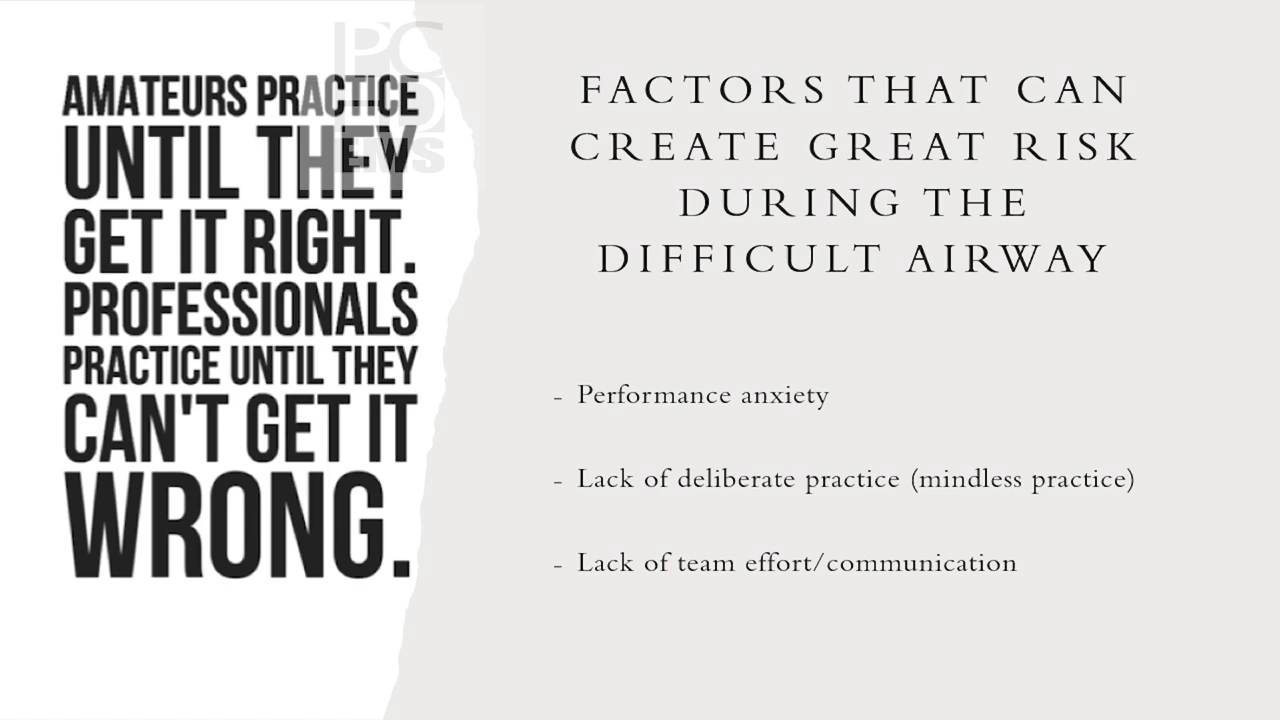 AMATEURS PRACTICE
UNTIL THEY
GET IT RIGHT.
PROFESSIONALS
PRACTICE UNTIL THEY
CAN'T GET IT
WRONG.
FACTORS THAT CAN
CREATE GREAT RISK
DURING THE
DIFFICULT AIRWAY
- Performance anxiety
- Lack of deliberate practice (mindless practice)
- Lack of team effort/communication